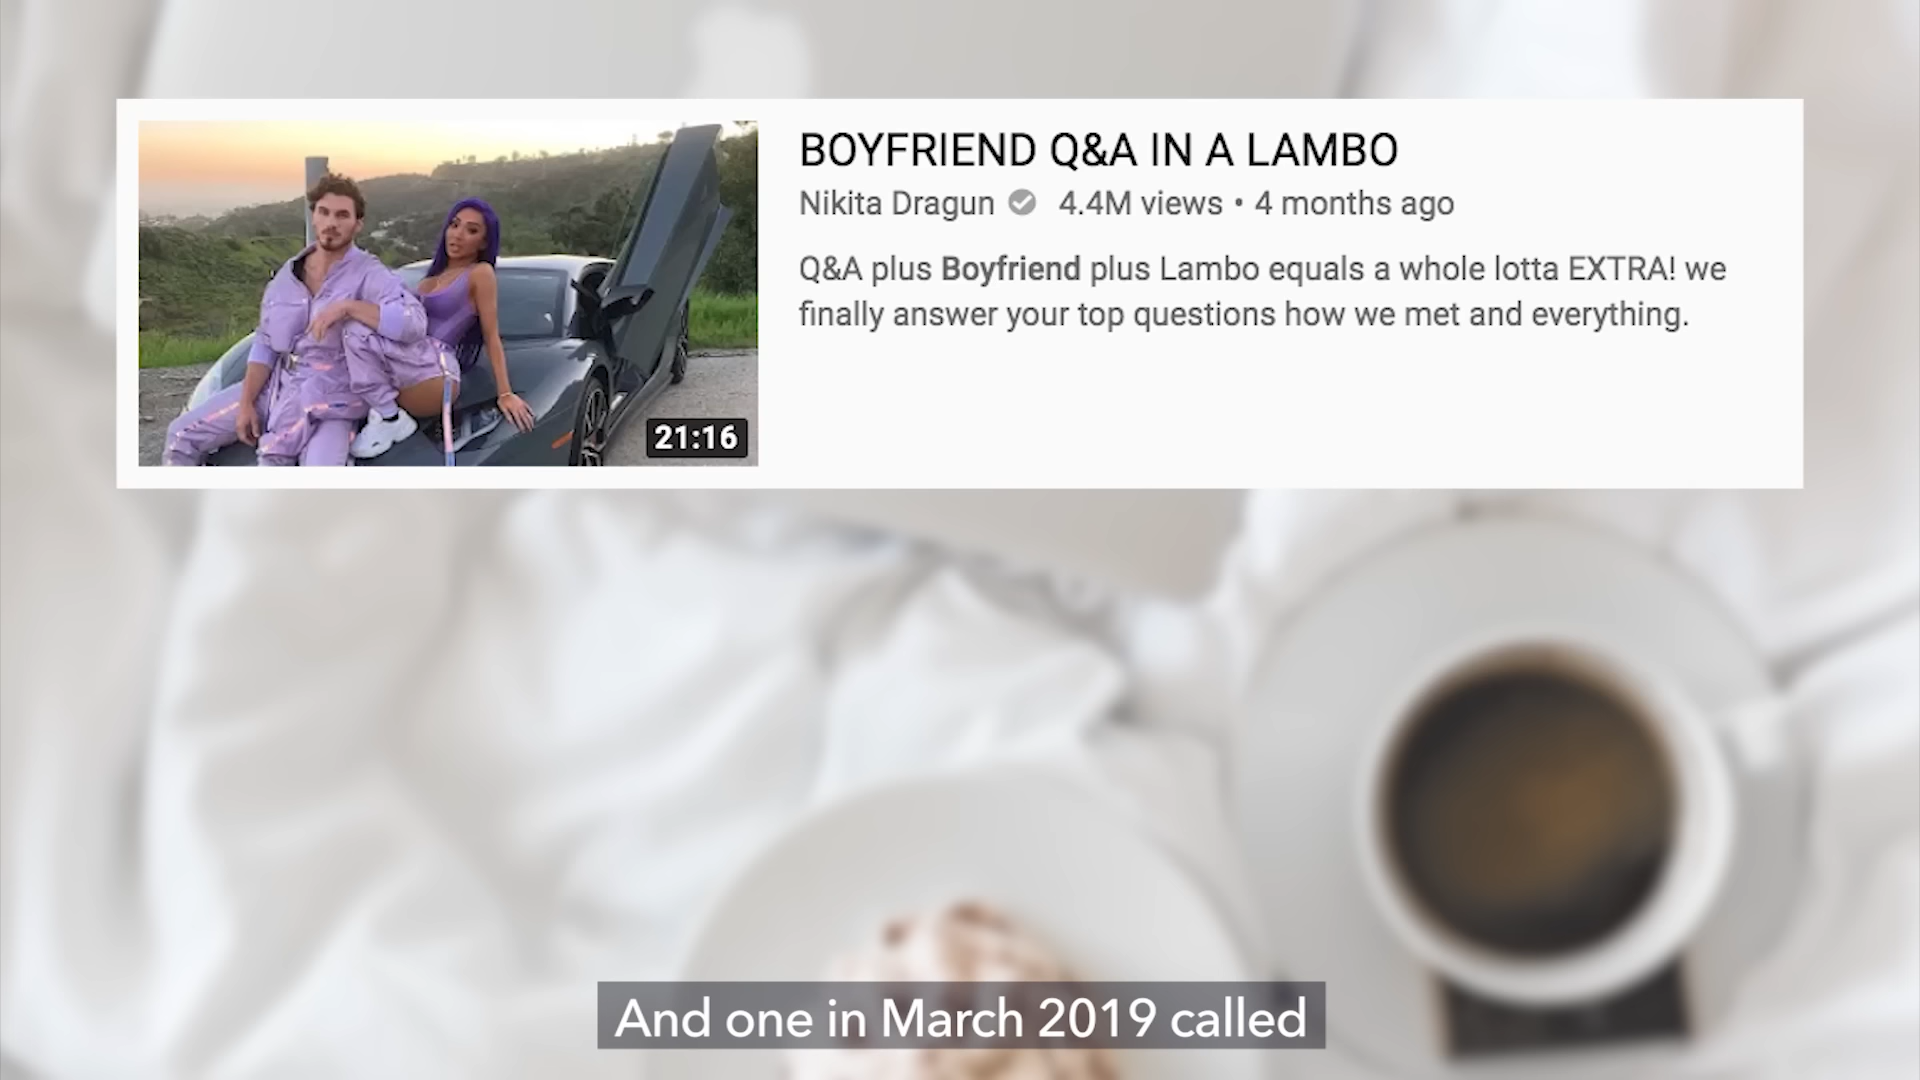 BOYFRIEND Q&A IN A LAMBO
Nikita Dragun 4.4M views • 4 months ago
Q&A plus Boyfriend plus Lambo equals a whole lotta EXTRA! we
finally answer your top questions how we met and everything.
21:16
And one in March 2019 called